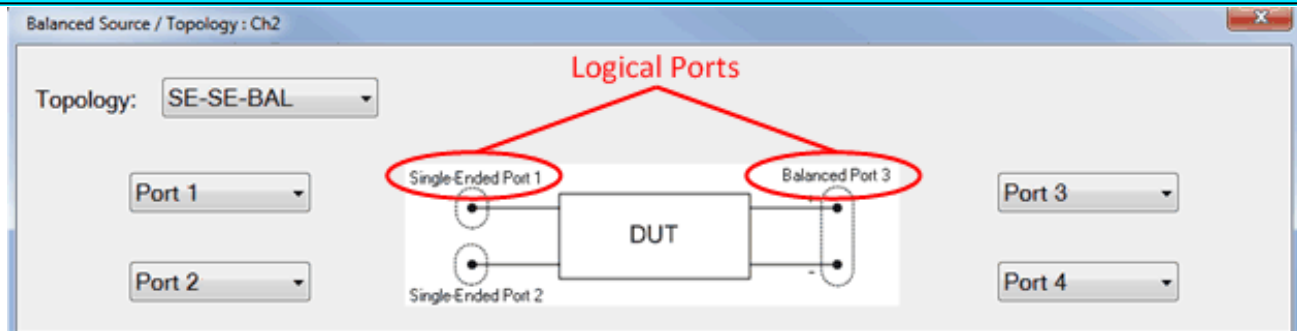 Balanced Source / Topology : Ch2
Logical Ports
Topology: SE-SE-BAL
Port 1
Single-Ended Port 1
Balanced Port 3
Port 3
+
DUT
Port 2
Single-Ended Port 2
-
Port 4